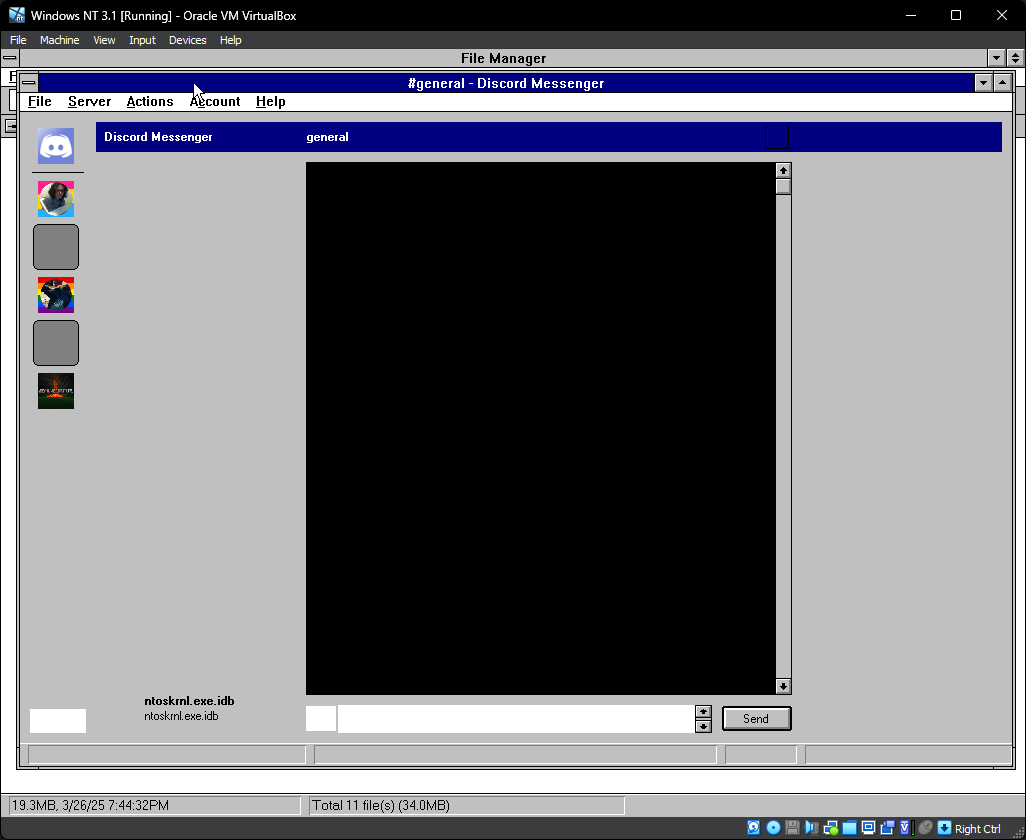 Windows NT 3.1 [Running] - Oracle VM VirtualBox
File Machine View Input Devices Help
File Manager
#general - Discord Messenger
File Server Actions Account Help
Discord Messenger general
ntoskrnl.exe.idb
ntoskrnl.exe.idb
Send
19.3MB, 3/26/25 7:44:32PM Total 11 file(s) (34.0MB)
Right Ctrl